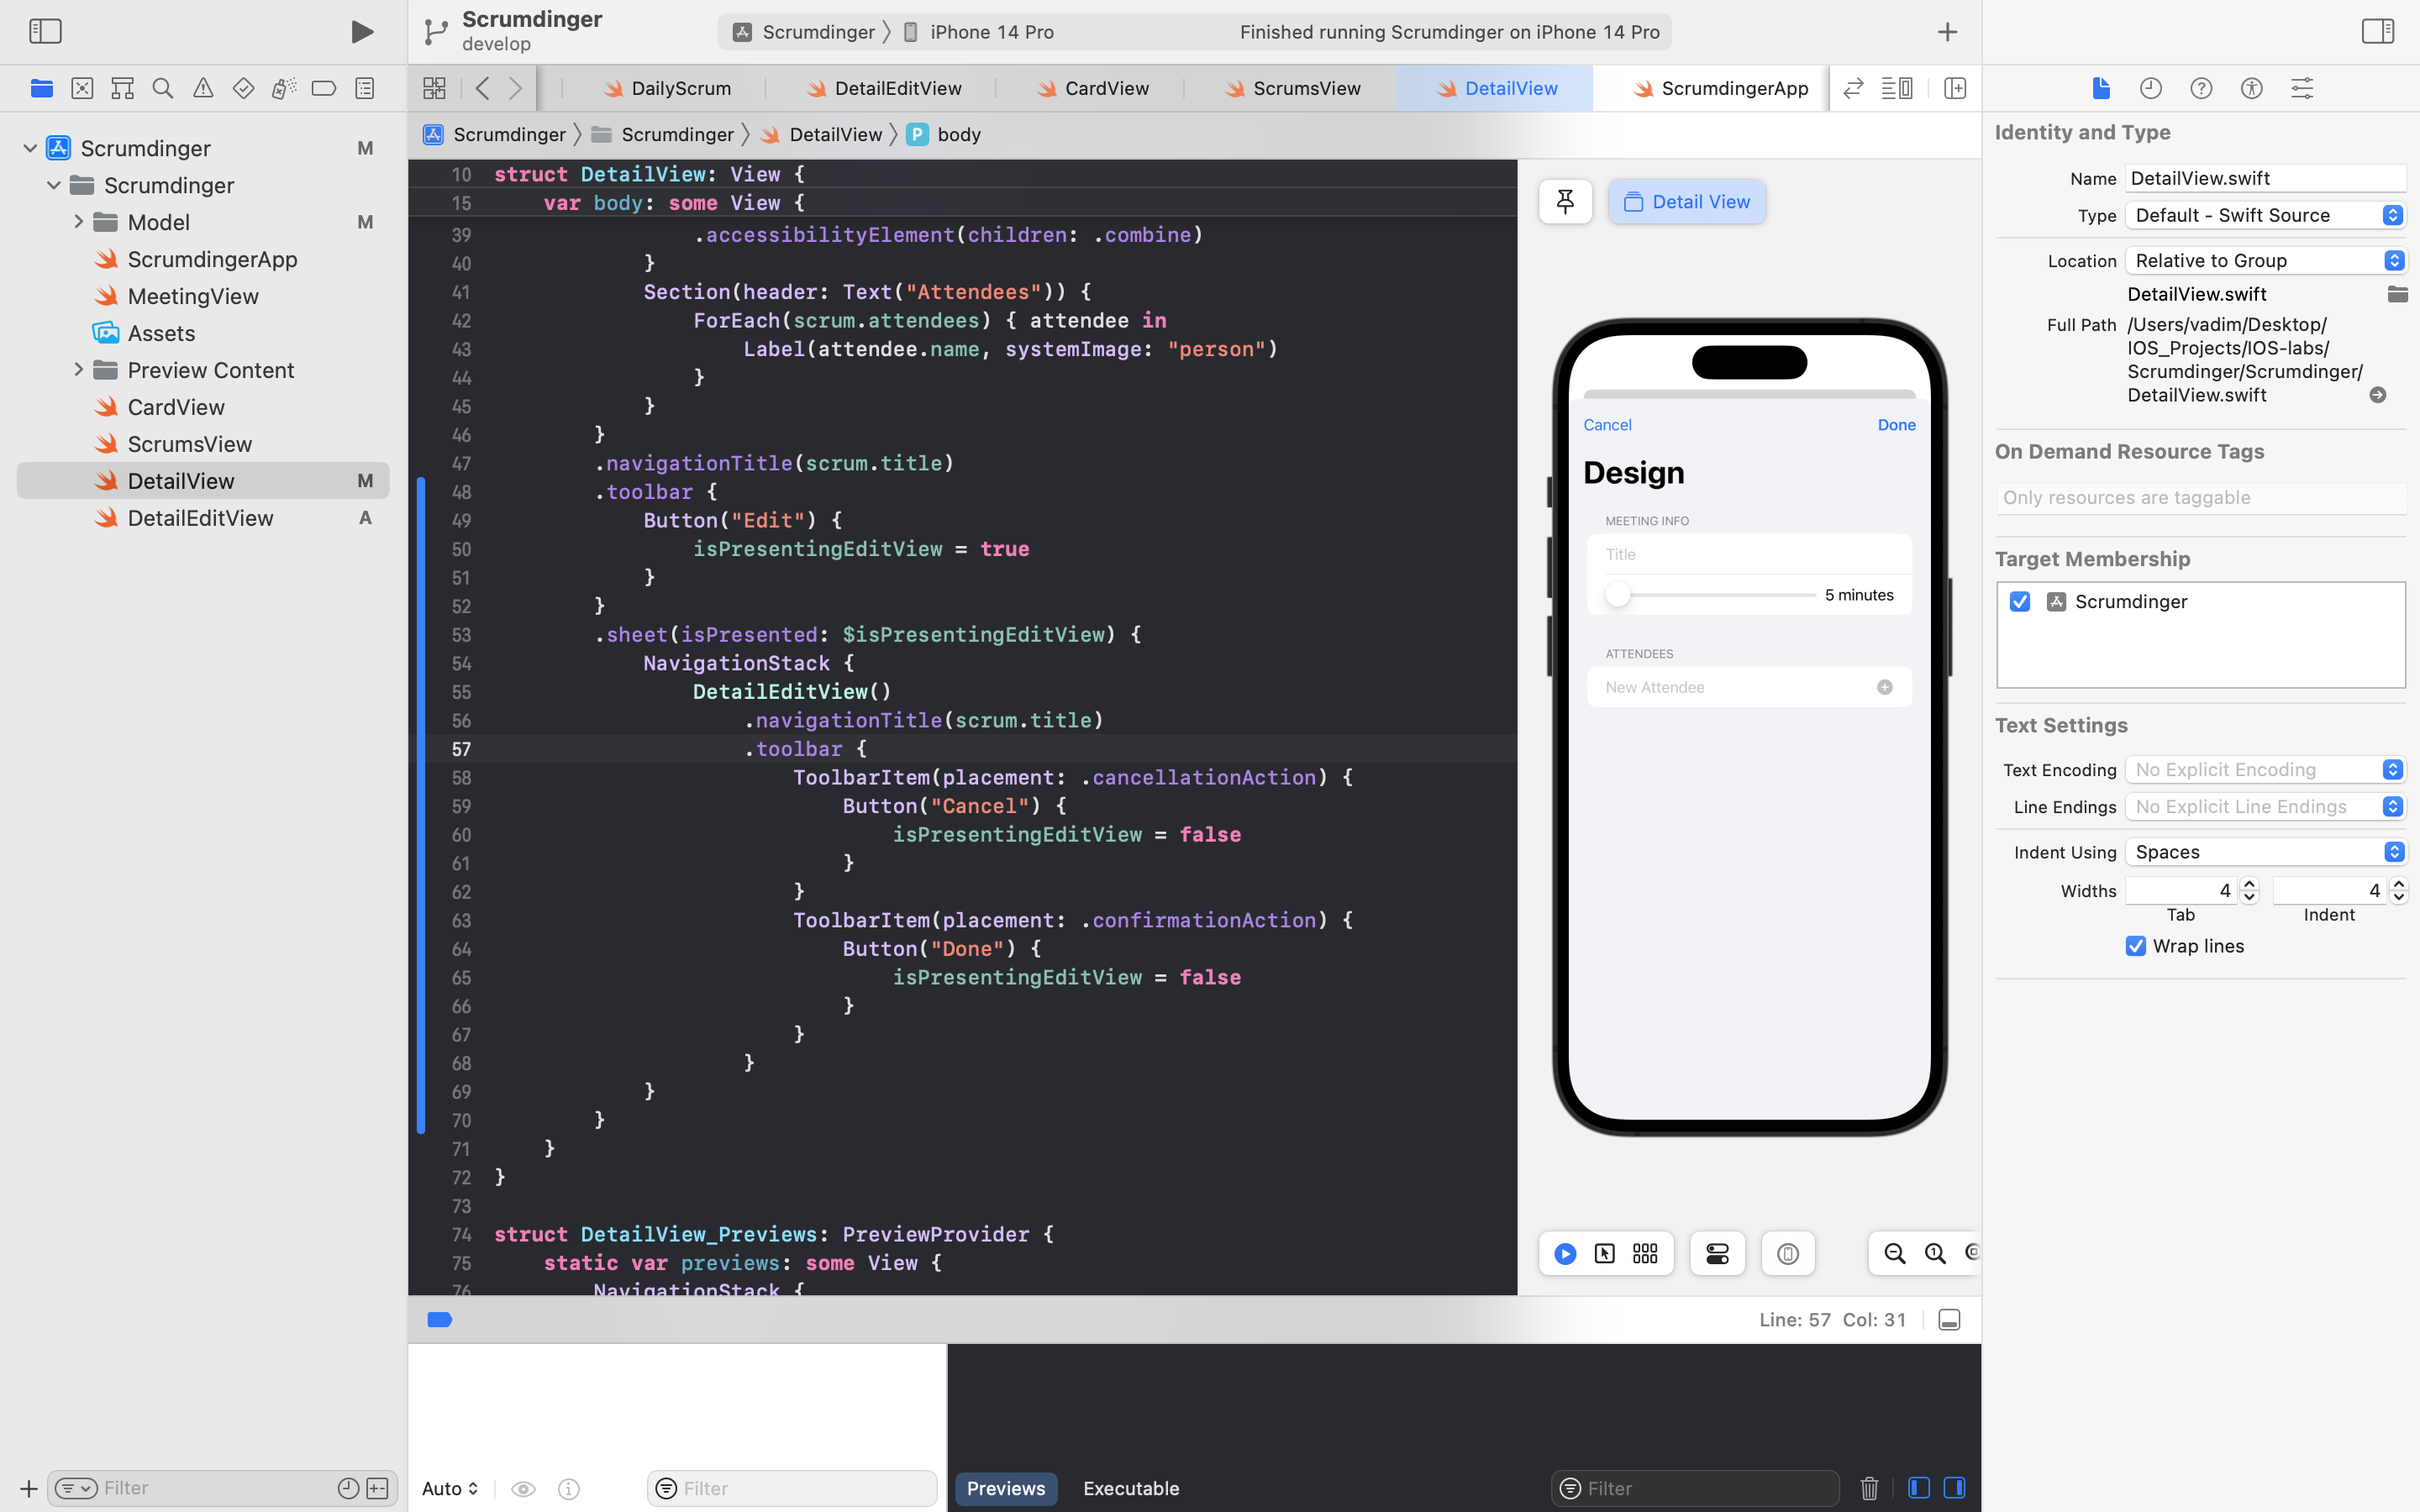 Scrumdinger
develop
Scrumdinger
iPhone 14 Pro
Finished running Scrumdinger on iPhone 14 Pro
DailyScrum
DetailEditView
CardView
ScrumsView
DetailView
ScrumdingerApp
Scrumdinger
Scrumdinger
DetailView
P
body
Scrumdinger M
Scrumdinger
Model M
ScrumdingerApp
MeetingView
Assets
Preview Content
CardView
ScrumsView
DetailView M
DetailEditView A
Filter
10 struct DetailView: View {
15 var body: some View {
39 .accessibilityElement(children: .combine)
40 }
41 Section(header: Text("Attendees")) {
42 ForEach(scrum.attendees) { attendee in
43 Label(attendee.name, systemImage: "person")
44 }
45 }
46 }
47 .navigationTitle(scrum.title)
48 .toolbar {
49 Button("Edit") {
50 isPresentingEditView = true
51 }
52 }
53 .sheet(isPresented: $isPresentingEditView) {
54 NavigationStack {
55 DetailEditView()
56 .navigationTitle(scrum.title)
57 .toolbar {
58 ToolbarItem(placement: .cancellationAction) {
59 Button("Cancel") {
60 isPresentingEditView = false
61 }
62 }
63 ToolbarItem(placement: .confirmationAction) {
64 Button("Done") {
65 isPresentingEditView = false
66 }
67 }
68 }
69 }
70 }
71 }
72 }
73
74 struct DetailView_Previews: PreviewProvider {
75 static var previews: some View {
76 NavigationStack {
Detail View
Cancel Done
Design
MEETING INFO
Title
5 minutes
ATTENDEES
New Attendee
Line: 57 Col: 31
Auto
Filter
Previews
Executable
Filter
Identity and Type
Name DetailView.swift
Type Default - Swift Source
Location Relative to Group
DetailView.swift
Full Path /Users/vadim/Desktop/
IOS_Projects/IOS-labs/
Scrumdinger/Scrumdinger/
DetailView.swift
On Demand Resource Tags
Only resources are taggable
Target Membership
Scrumdinger
Text Settings
Text Encoding No Explicit Encoding
Line Endings No Explicit Line Endings
Indent Using Spaces
Widths 4 4
Tab Indent
Wrap lines